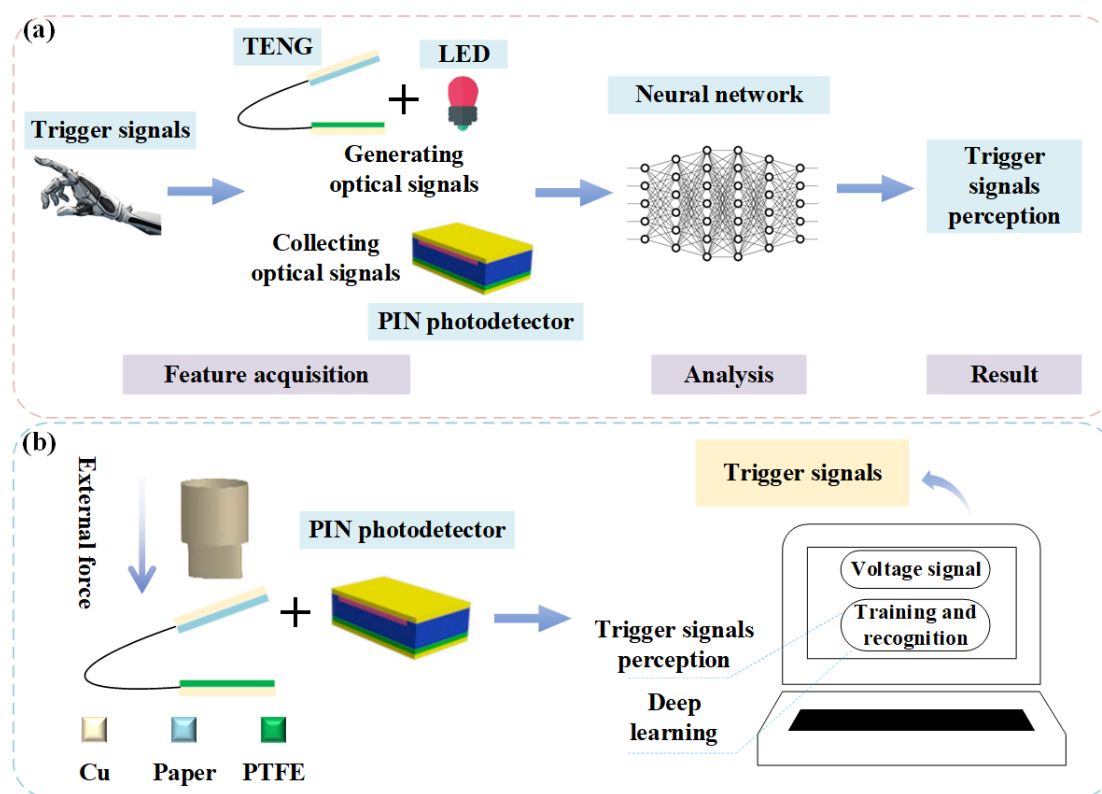 (a)
TENG
LED
Neural network
Trigger signals
Generating
optical signals
Trigger
signals
perception
Collecting
optical signals
PIN photodetector
Feature acquisition
Analysis
Result
(b)
External force
Trigger signals
PIN photodetector
Voltage signal
Training and
recognition
Trigger signals
perception
Deep
learning
Cu
Paper
PTFE